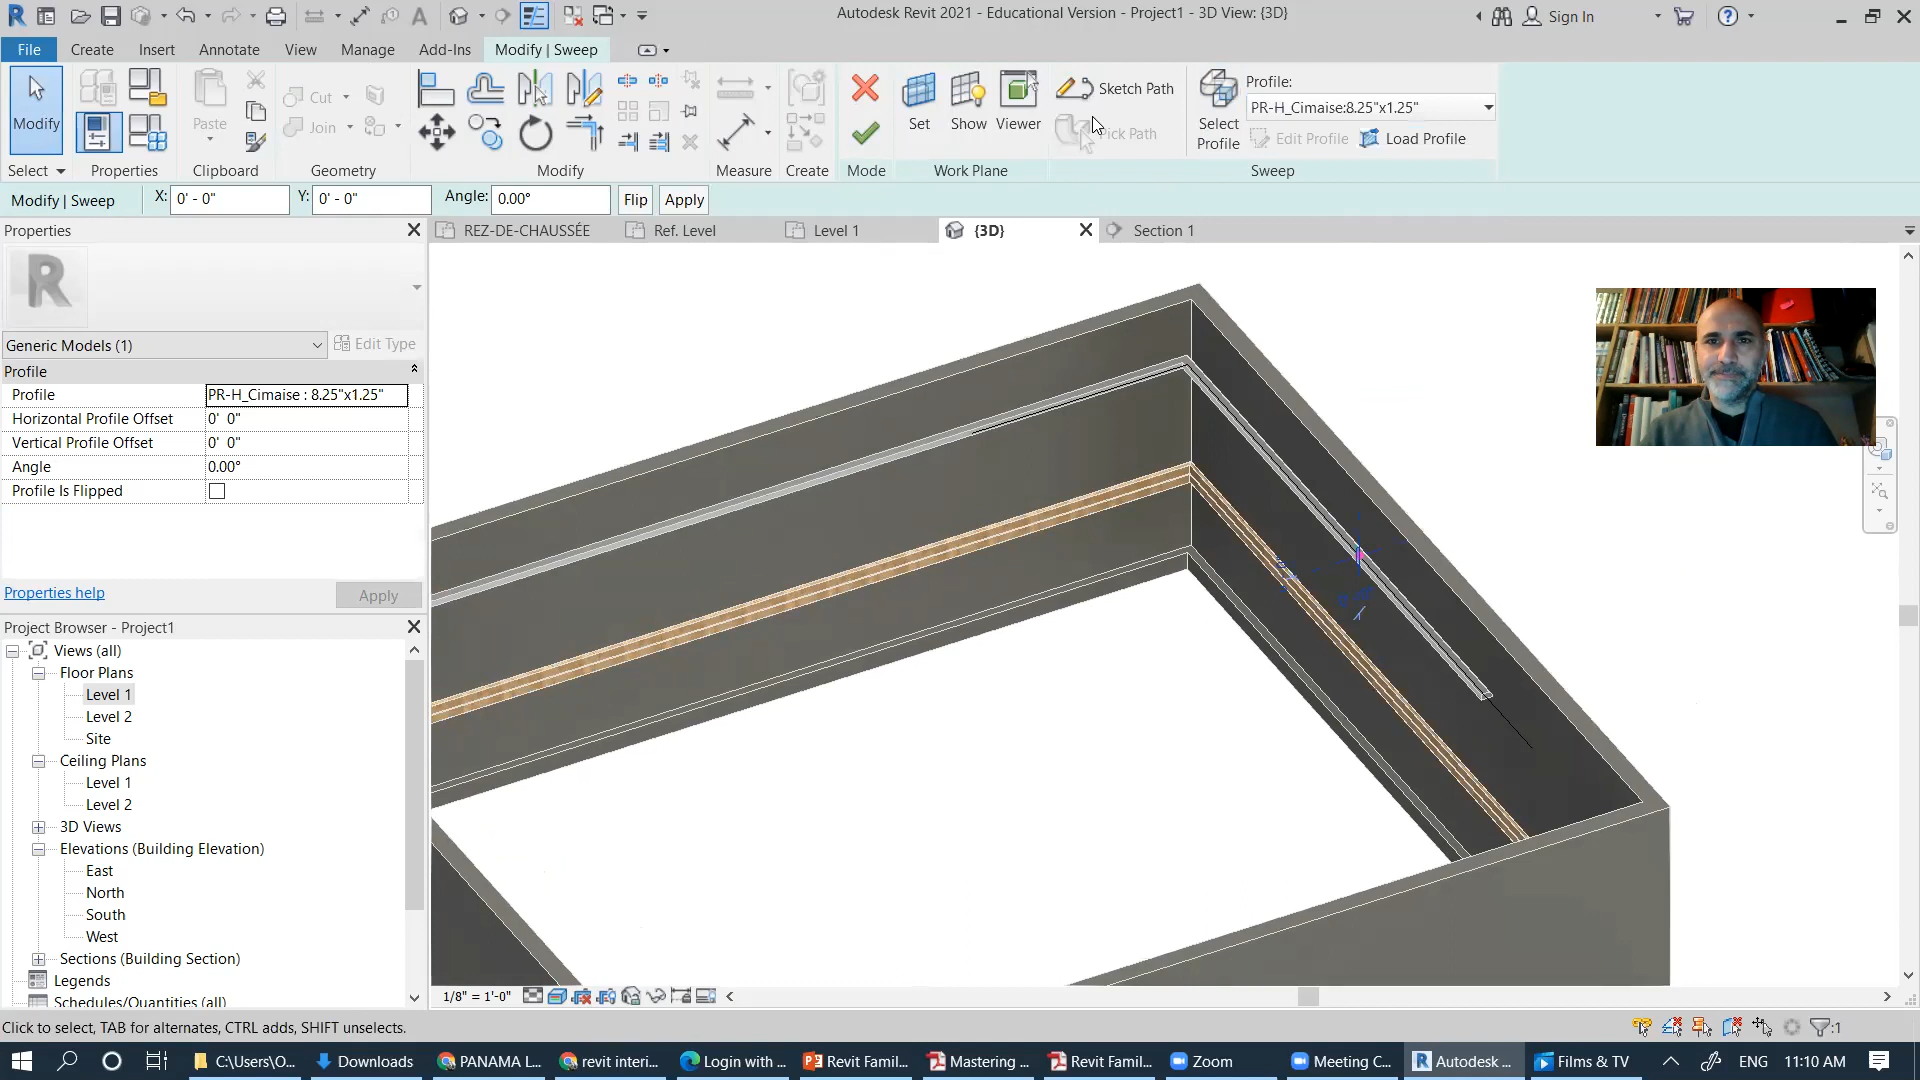 Autodesk Revit 2021 - Educational Version - Project1 - 3D View: {3D}
Sign In
File Create Insert Annotate View Manage Add-Ins Modify | Sweep
Modify
Paste
Cut
Join
Set Show Viewer
Sketch Path
ick Path
Select Profile
Profile:
PR-H_Cimaise:8.25"x1.25"
Edit Profile Load Profile
Select Properties Clipboard Geometry Modify Measure Create Mode Work Plane Sweep
Modify | Sweep X: 0' - 0" Y: 0' - 0" Angle: 0.00° Flip Apply
Properties
REZ-DE-CHAUSSÉE Ref. Level Level 1 {3D} Section 1
Generic Models (1) Edit Type
Profile
Profile PR-H_Cimaise : 8.25"x1.25"
Horizontal Profile Offset 0' 0"
Vertical Profile Offset 0' 0"
Angle 0.00°
Profile Is Flipped
Properties help Apply
Project Browser - Project1
Views (all)
Floor Plans
Level 1
Level 2
Site
Ceiling Plans
Level 1
Level 2
3D Views
Elevations (Building Elevation)
East
North
South
West
Sections (Building Section)
Legends
Schedules/Quantities (all)
1/8" = 1'-0"
Click to select, TAB for alternates, CTRL adds, SHIFT unselects.
:1
C:\Users\O... Downloads PANAMA L... revit interi... Login with ... Revit Famil... Mastering ... Revit Famil... Zoom Meeting C... Autodesk ... Films & TV ENG 11:10 AM